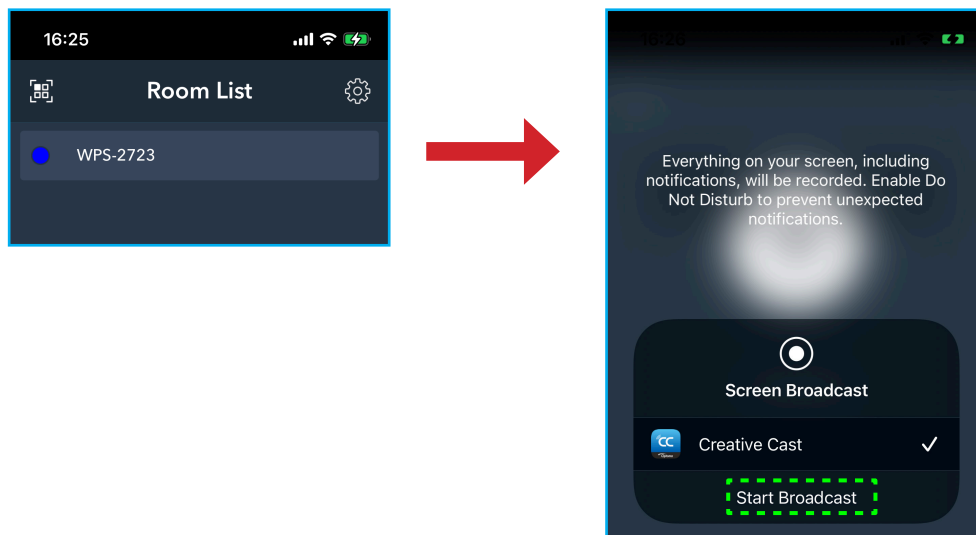 16:25
Room List
WPS-2723
Everything on your screen, including
notifications, will be recorded. Enable Do
Not Disturb to prevent unexpected
notifications.
Screen Broadcast
CC
Creative Cast
Start Broadcast